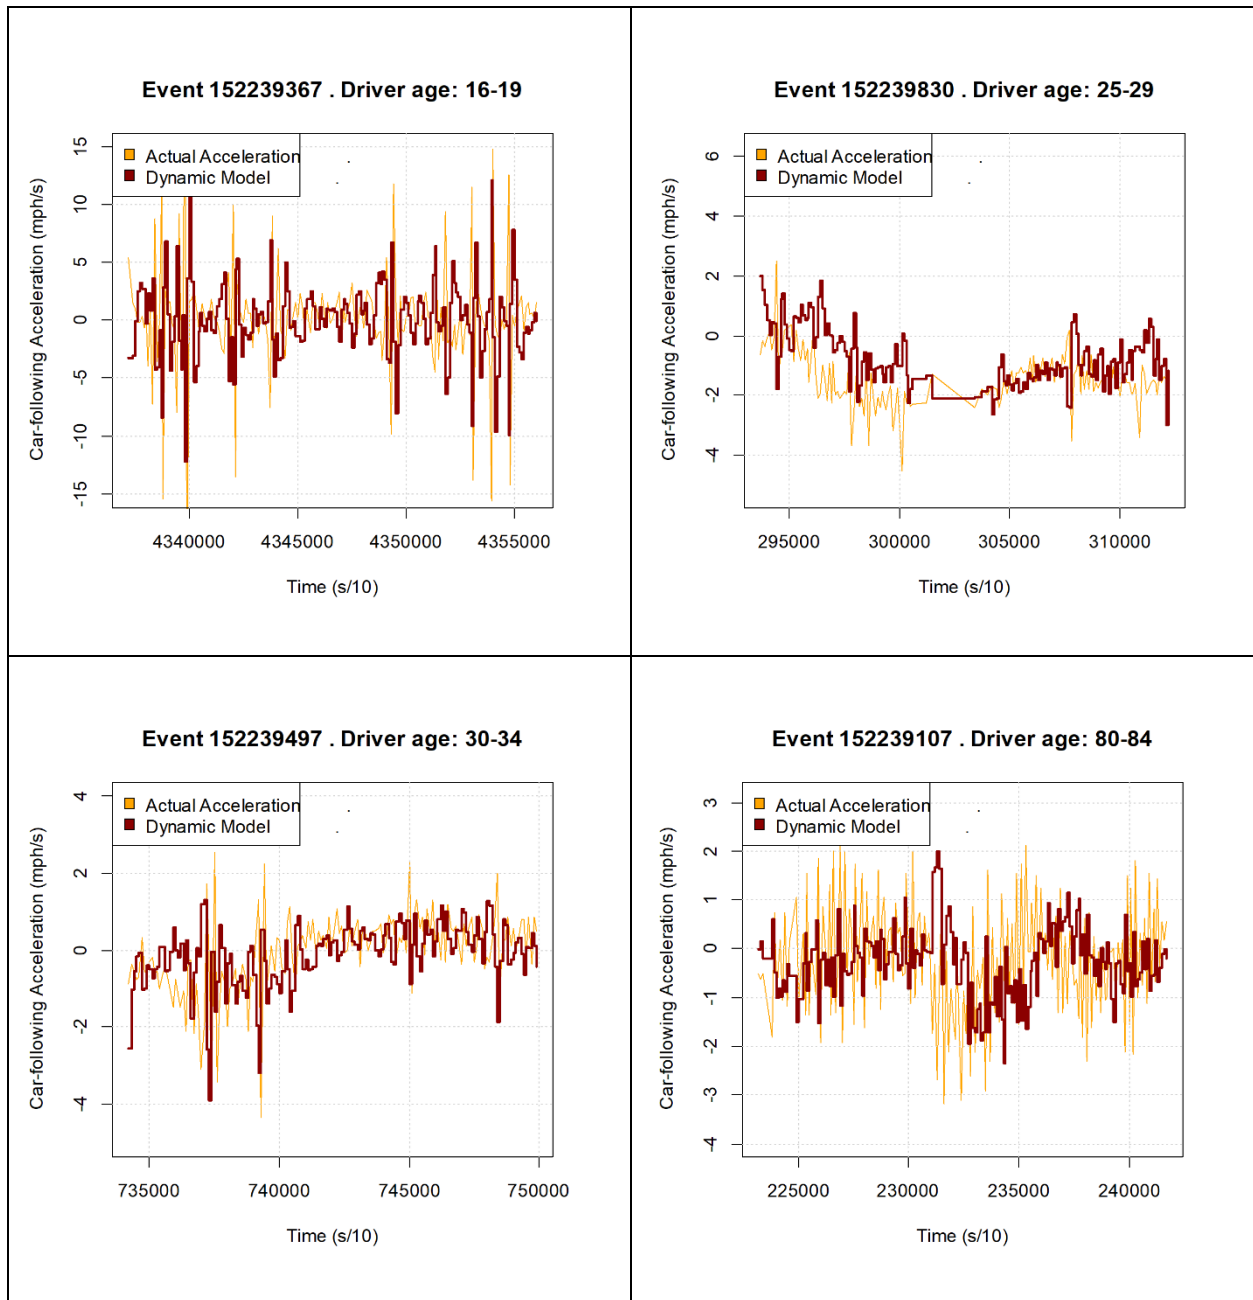 Event 152239367 . Driver age: 16-19
Actual Acceleration
Dynamic Model
Car-following Acceleration (mph/s)
15
10
5
0
-5
-10
-15
4340000 4345000 4350000 4355000
Time (s/10)
Event 152239830 . Driver age: 25-29
Actual Acceleration
Dynamic Model
Car-following Acceleration (mph/s)
6
4
2
0
-2
-4
295000 300000 305000 310000
Time (s/10)
Event 152239497 . Driver age: 30-34
Actual Acceleration
Dynamic Model
Car-following Acceleration (mph/s)
4
2
0
-2
-4
735000 740000 745000 750000
Time (s/10)
Event 152239107 . Driver age: 80-84
Actual Acceleration
Dynamic Model
Car-following Acceleration (mph/s)
3
2
1
0
-1
-2
-3
-4
225000 230000 235000 240000
Time (s/10)